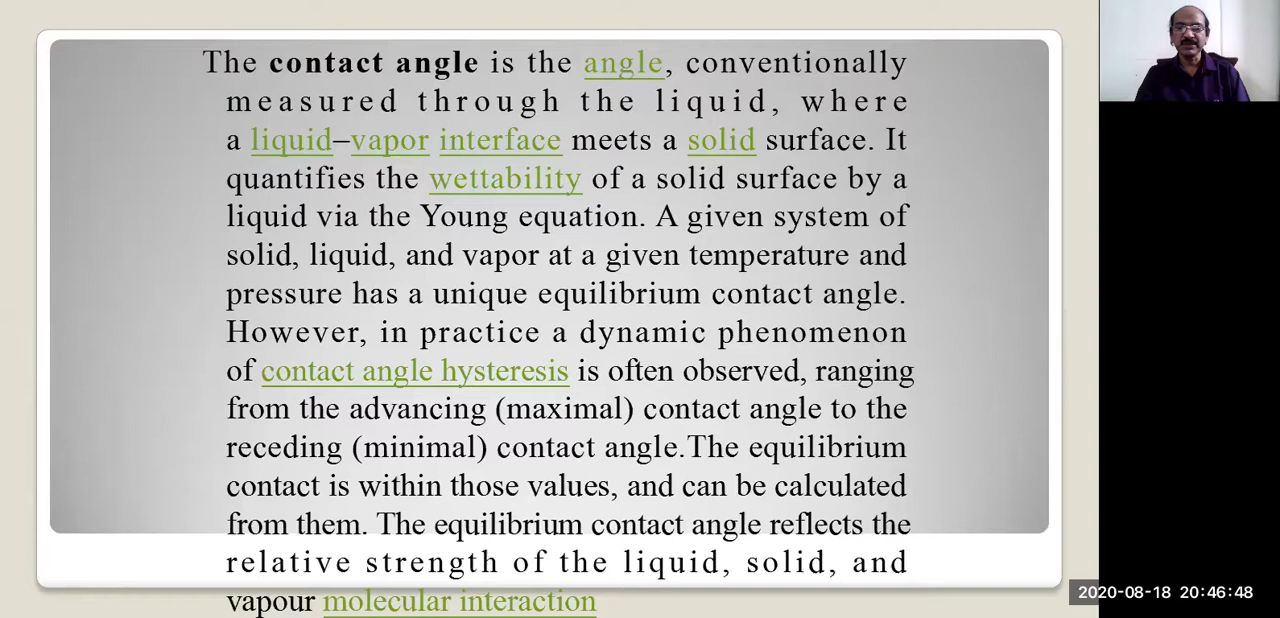 The contact angle is the angle, conventionally
measured through the liquid, where
a liquid–vapor interface meets a solid surface. It
quantifies the wettability of a solid surface by a
liquid via the Young equation. A given system of
solid, liquid, and vapor at a given temperature and
pressure has a unique equilibrium contact angle.
However, in practice a dynamic phenomenon
of contact angle hysteresis is often observed, ranging
from the advancing (maximal) contact angle to the
receding (minimal) contact angle.The equilibrium
contact is within those values, and can be calculated
from them. The equilibrium contact angle reflects the
relative strength of the liquid, solid, and
vapour molecular interaction
2020-08-18 20:46:48